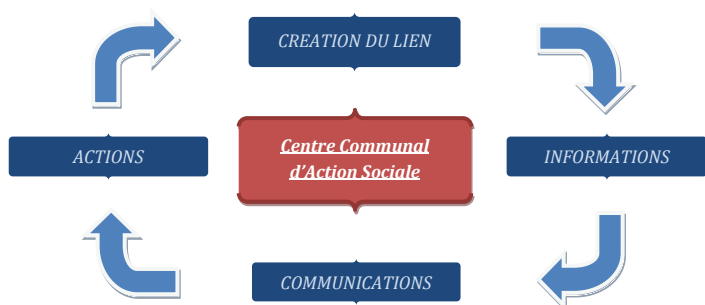 CREATION DU LIEN
ACTIONS
Centre Communal
d'Action Sociale
INFORMATIONS
COMMUNICATIONS